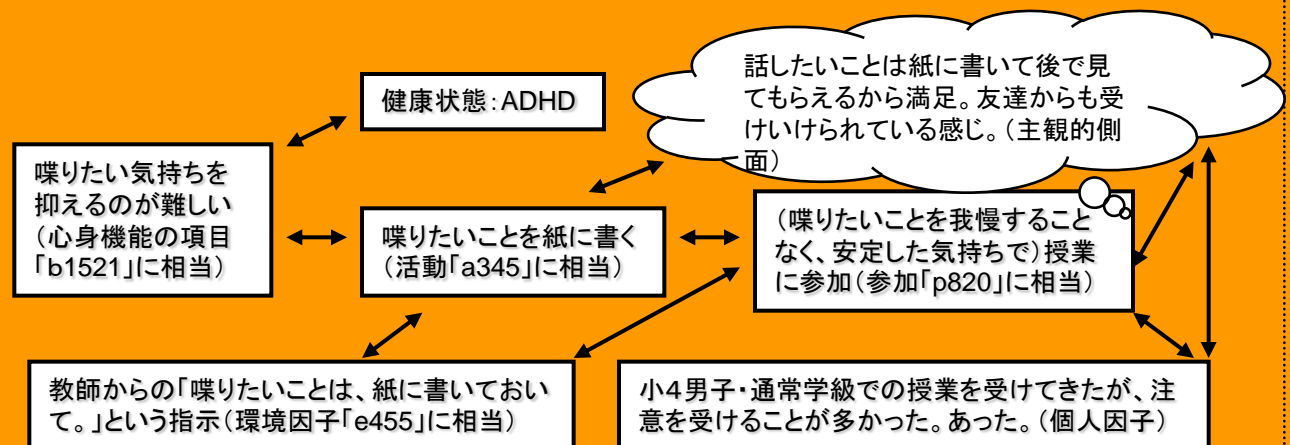 話したいことは紙に書いて後で見
てもらえるから満足。友達からも受
けいけられている感じ。(主観的側
面)
健康状態:ADHD
喋りたい気持ちを
抑えるのが難しい
(心身機能の項目
「b1521」に相当)
喋りたいことを紙に書く
(活動「a345」に相当)
(喋りたいことを我慢すること
なく、安定した気持ちで)授業
に参加(参加「p820」に相当)
教師からの「喋りたいことは、紙に書いておい
て。」という指示(環境因子「e455」に相当)
小4男子・通常学級での授業を受けてきたが、注
意を受けることが多かった。あった。(個人因子)